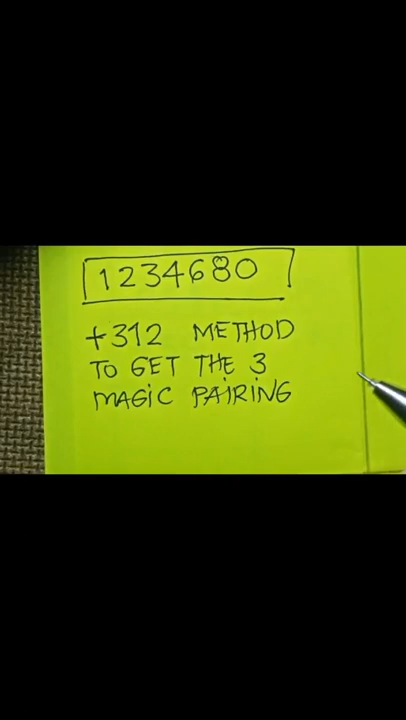 1234680
+312 METHOD
TO GET THE 3
MAGiC PAiRiNG